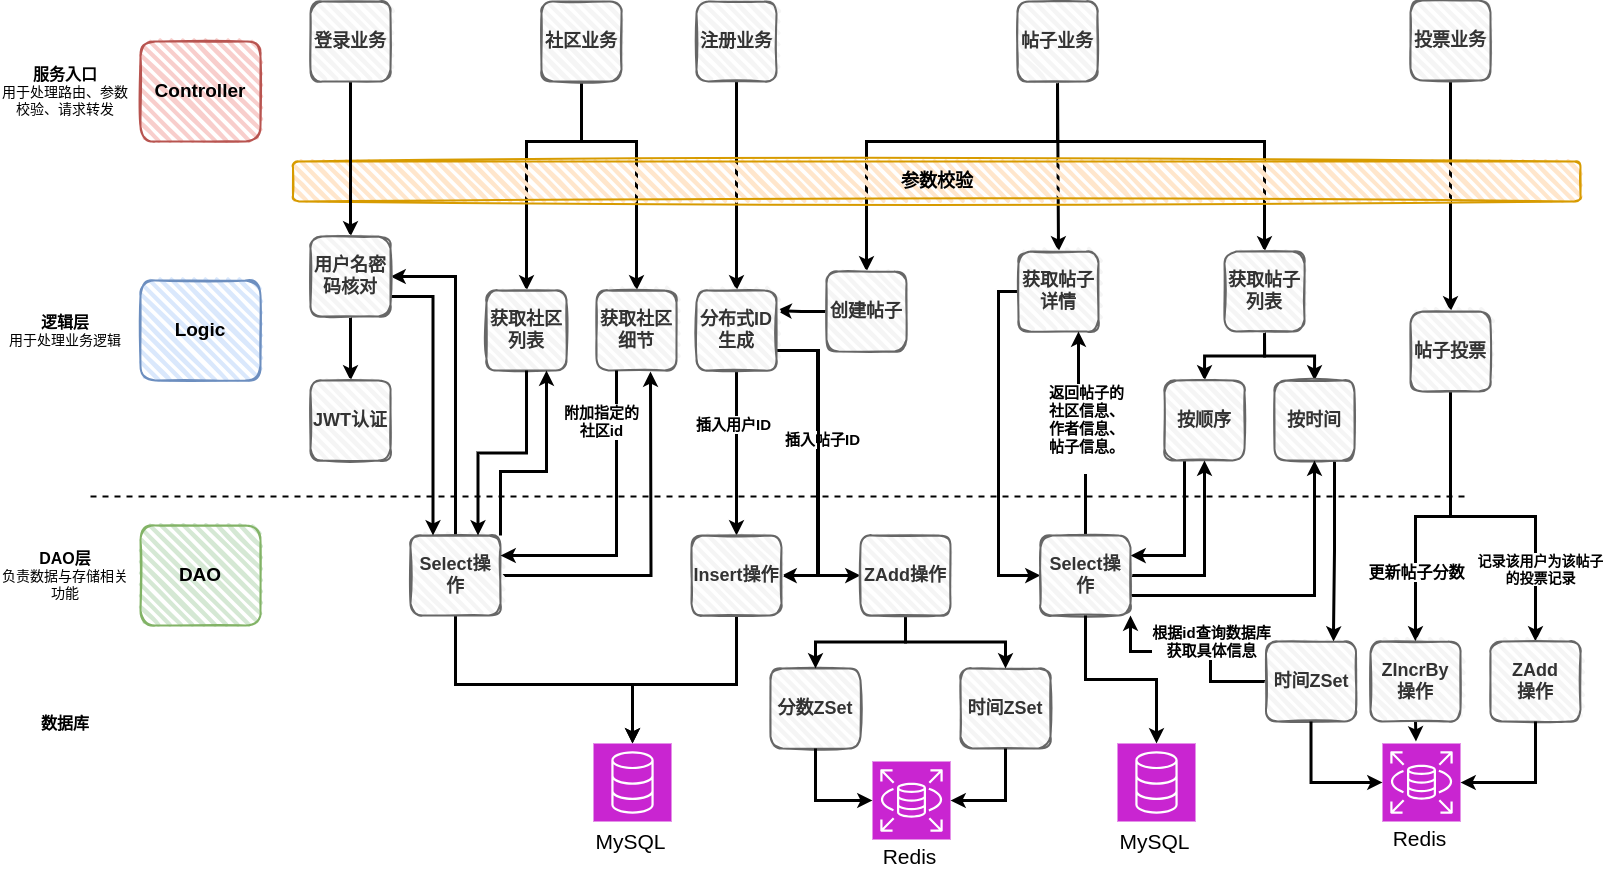 登录业务
社区业务
注册业务
帖子业务
投票业务
服务入口
用于处理路由、参数
校验、请求转发
Controller
参数校验
用户名密
码核对
获取社区
列表
获取社区
细节
分布式ID
生成
创建帖子
获取帖子
详情
获取帖子
列表
帖子投票
逻辑层
用于处理业务逻辑
Logic
JWT认证
附加指定的
社区id
插入用户ID
插入帖子ID
返回帖子的
社区信息、
作者信息、
帖子信息。
按顺序
按时间
DAO层
负责数据与存储相关
功能
DAO
Select操
作
Insert操作
ZAdd操作
Select操
作
更新帖子分数
记录该用户为该帖子
的投票记录
根据id查询数据库
获取具体信息
分数ZSet
时间ZSet
时间ZSet
ZIncrBy
操作
ZAdd
操作
数据库
MySQL
Redis
MySQL
Redis